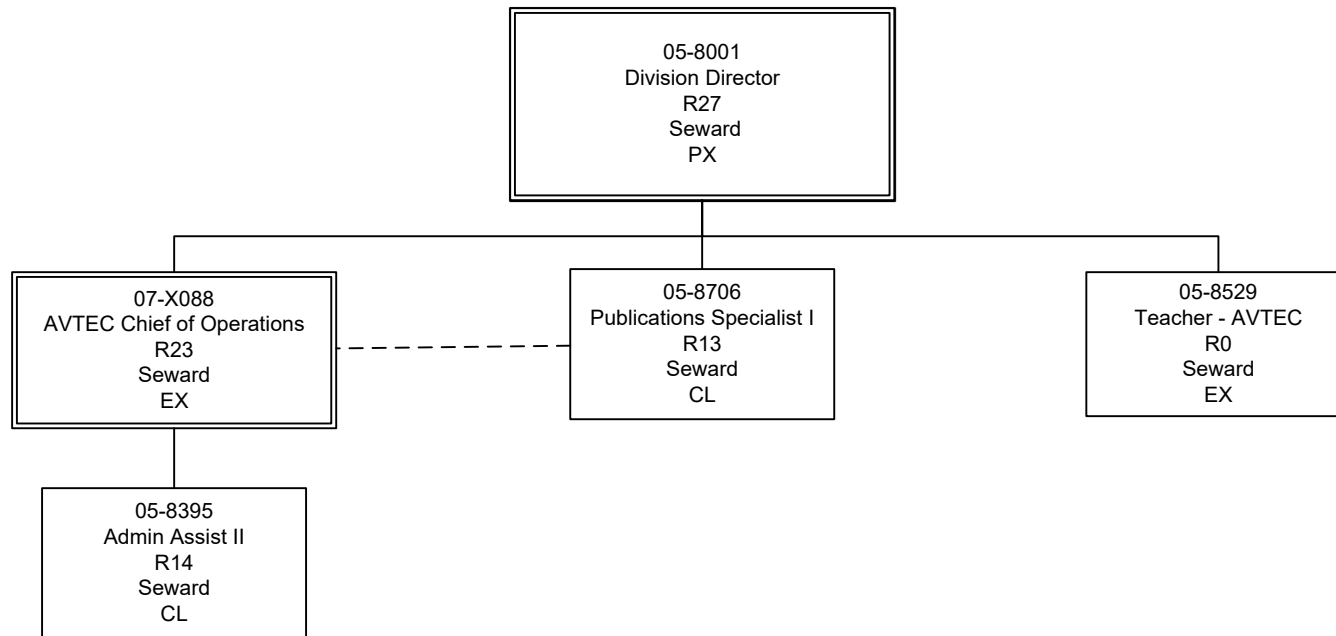 05-8001
Division Director
R27
Seward
PX
07-X088
AVTEC Chief of Operations
R23
Seward
EX
05-8706
Publications Specialist I
R13
Seward
CL
05-8529
Teacher - AVTEC
R0
Seward
EX
05-8395
Admin Assist II
R14
Seward
CL